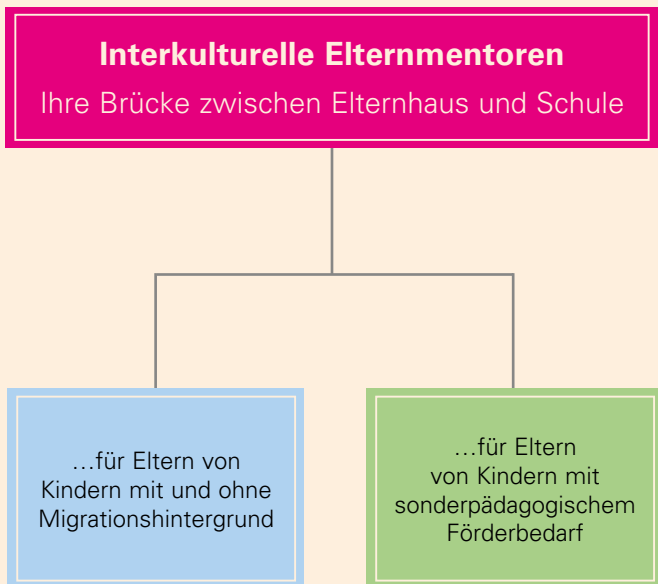 Interkulturelle Elternmentoren
Ihre Brücke zwischen Elternhaus und Schule
…für Eltern von
Kindern mit und ohne
Migrationshintergrund
…für Eltern
von Kindern mit
sonderpädagogischem
Förderbedarf